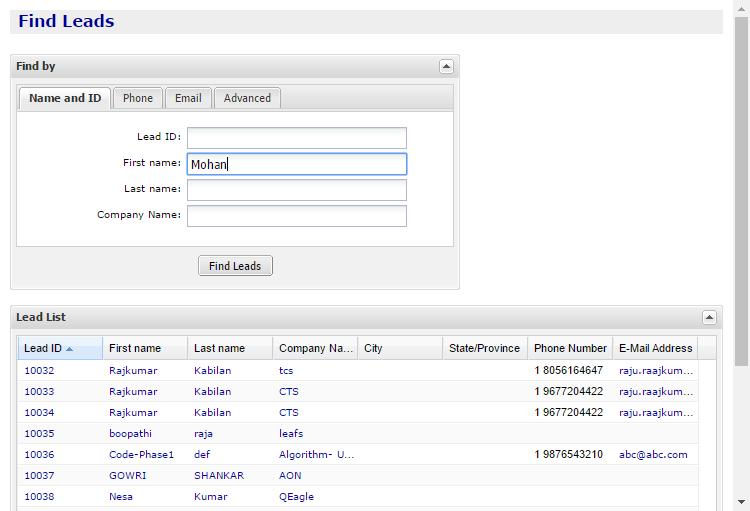 Find Leads
Find by
Name and ID Phone Email Advanced
Lead ID:
First name: Mohan
Last name:
Company Name:
Find Leads
Lead List
Lead ID First name Last name Company Na... City State/Province Phone Number E-Mail Address
10032 Rajkumar Kabilan tcs 1 8056164647 raju.raajkum...
10033 Rajkumar Kabilan CTS 1 9677204422 raju.raajkum...
10034 Rajkumar Kabilan CTS 1 9677204422 raju.raajkum...
10035 boopathi raja leafs
10036 Code-Phase1 def Algorithm- U... 1 9876543210 abc@abc.com
10037 GOWRI SHANKAR AON
10038 Nesa Kumar QEagle